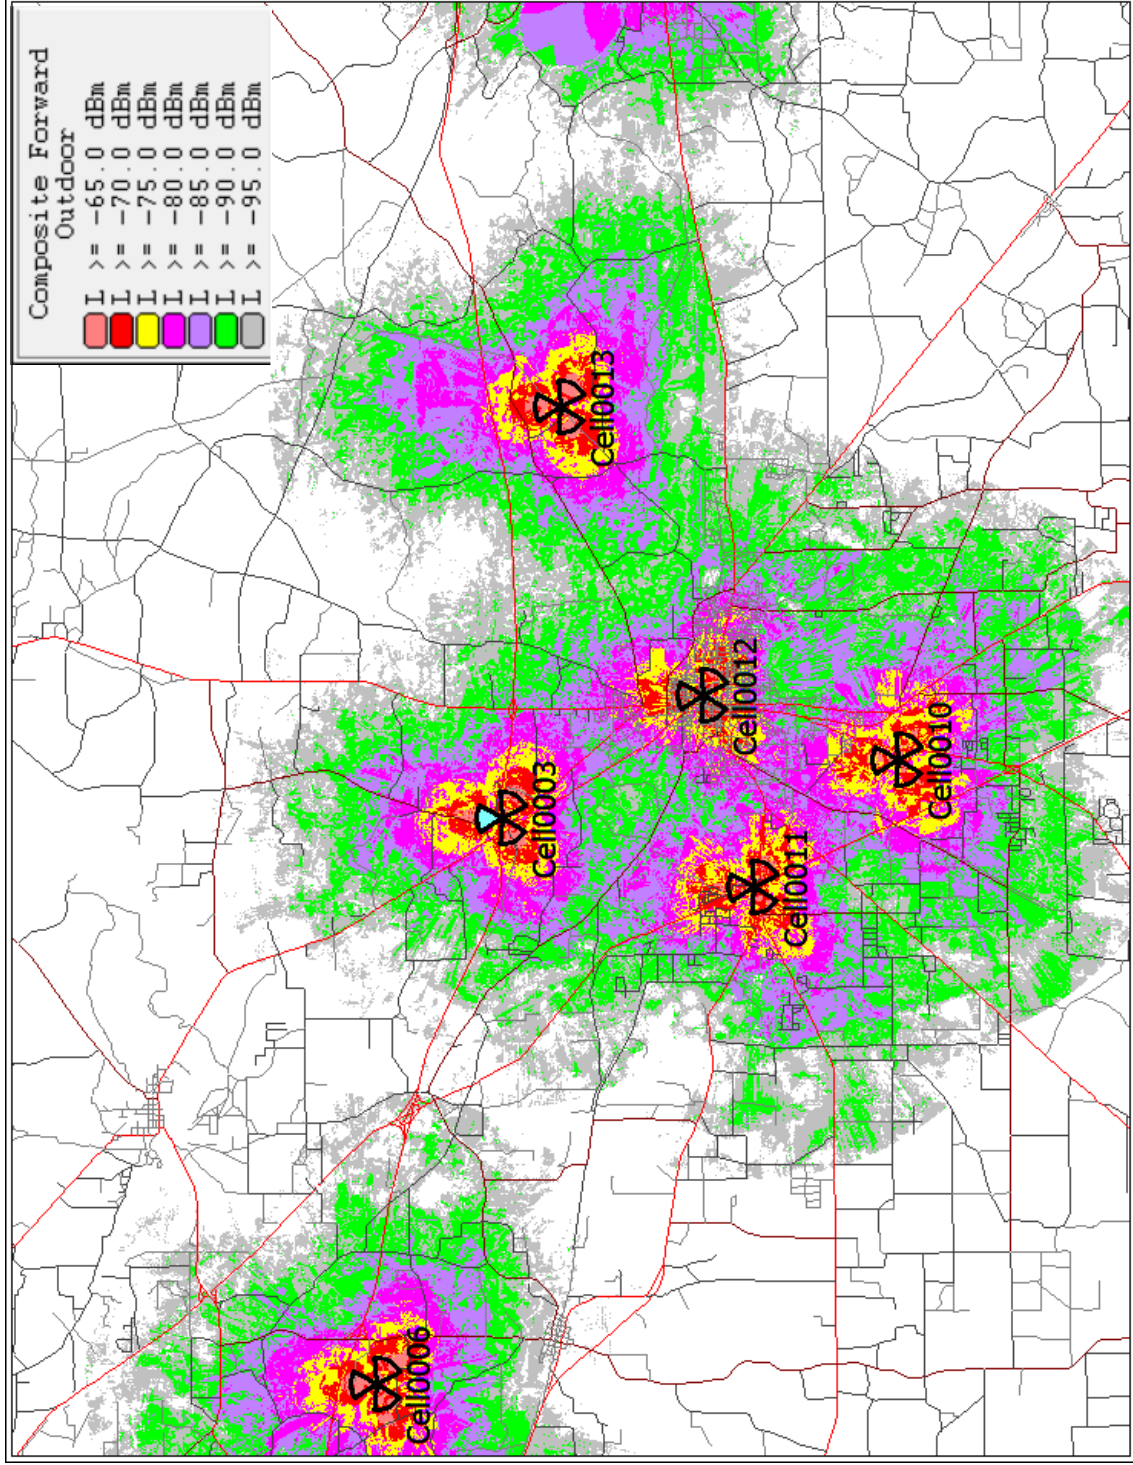 Composite Forward
Outdoor
L >= -65.0 dBm
L >= -70.0 dBm
L >= -75.0 dBm
L >= -80.0 dBm
L >= -85.0 dBm
L >= -90.0 dBm
L >= -95.0 dBm
Cell0006
Cell0003
Cell0011
Cell0010
Cell0012
Cell0013